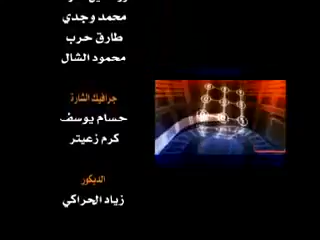 محمد وجدي
طارق حرب
محمود الشال
جرافيك الشارة
حسام يوسف
كرم زعيتر
الديكور
زياد الحراكي